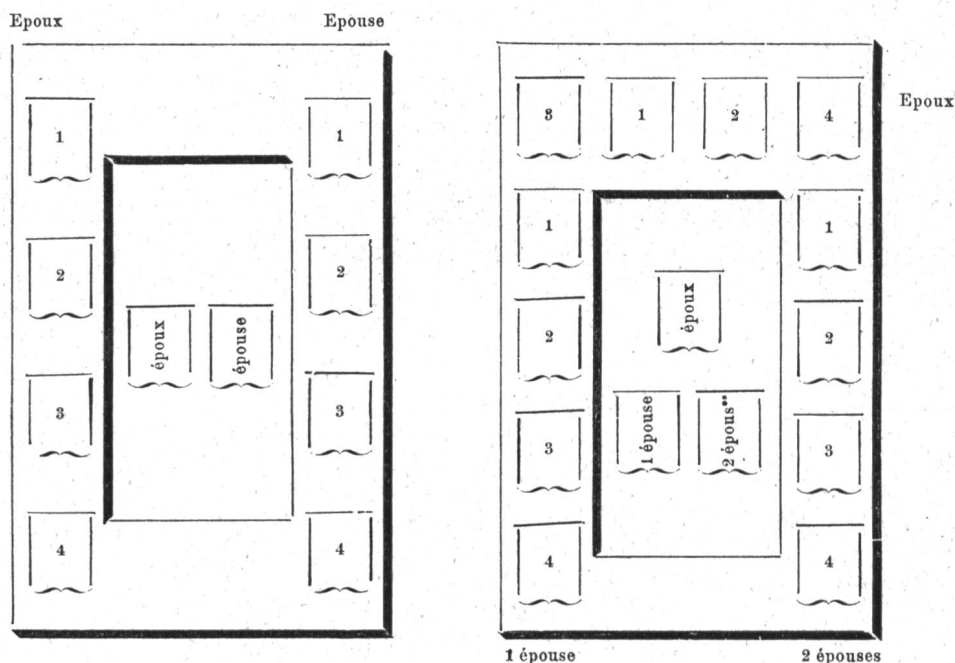 Epoux Epouse
1 1
2 2
époux épouse
3 3
4 4
3 1 2 4
Epoux
1 1
époux
2 2
1 épouse 2 épous**
3 3
4 4
1 épouse 2 épouses